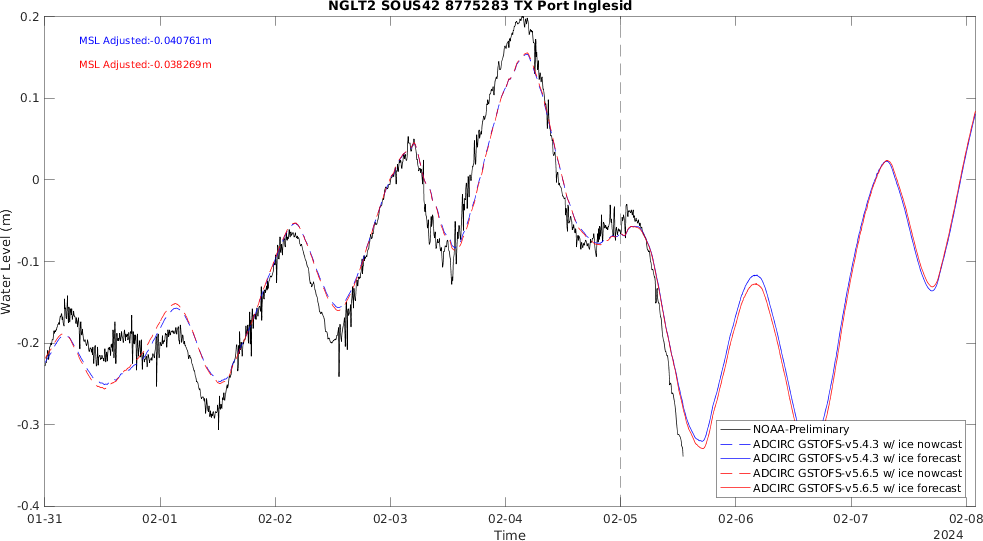 NGLT2 SOUS42 8775283 TX Port Inglesid
MSL Adjusted:-0.040761m
MSL Adjusted:-0.038269m
0.2
0.1
0
-0.1
-0.2
-0.3
-0.4
Water Level (m)
NOAA-Preliminary
ADCIRC GSTOFS-v5.4.3 w/ ice nowcast
ADCIRC GSTOFS-v5.4.3 w/ ice forecast
ADCIRC GSTOFS-v5.6.5 w/ ice nowcast
ADCIRC GSTOFS-v5.6.5 w/ ice forecast
01-31 02-01 02-02 02-03 02-04 02-05 02-06 02-07 02-08
Time
2024